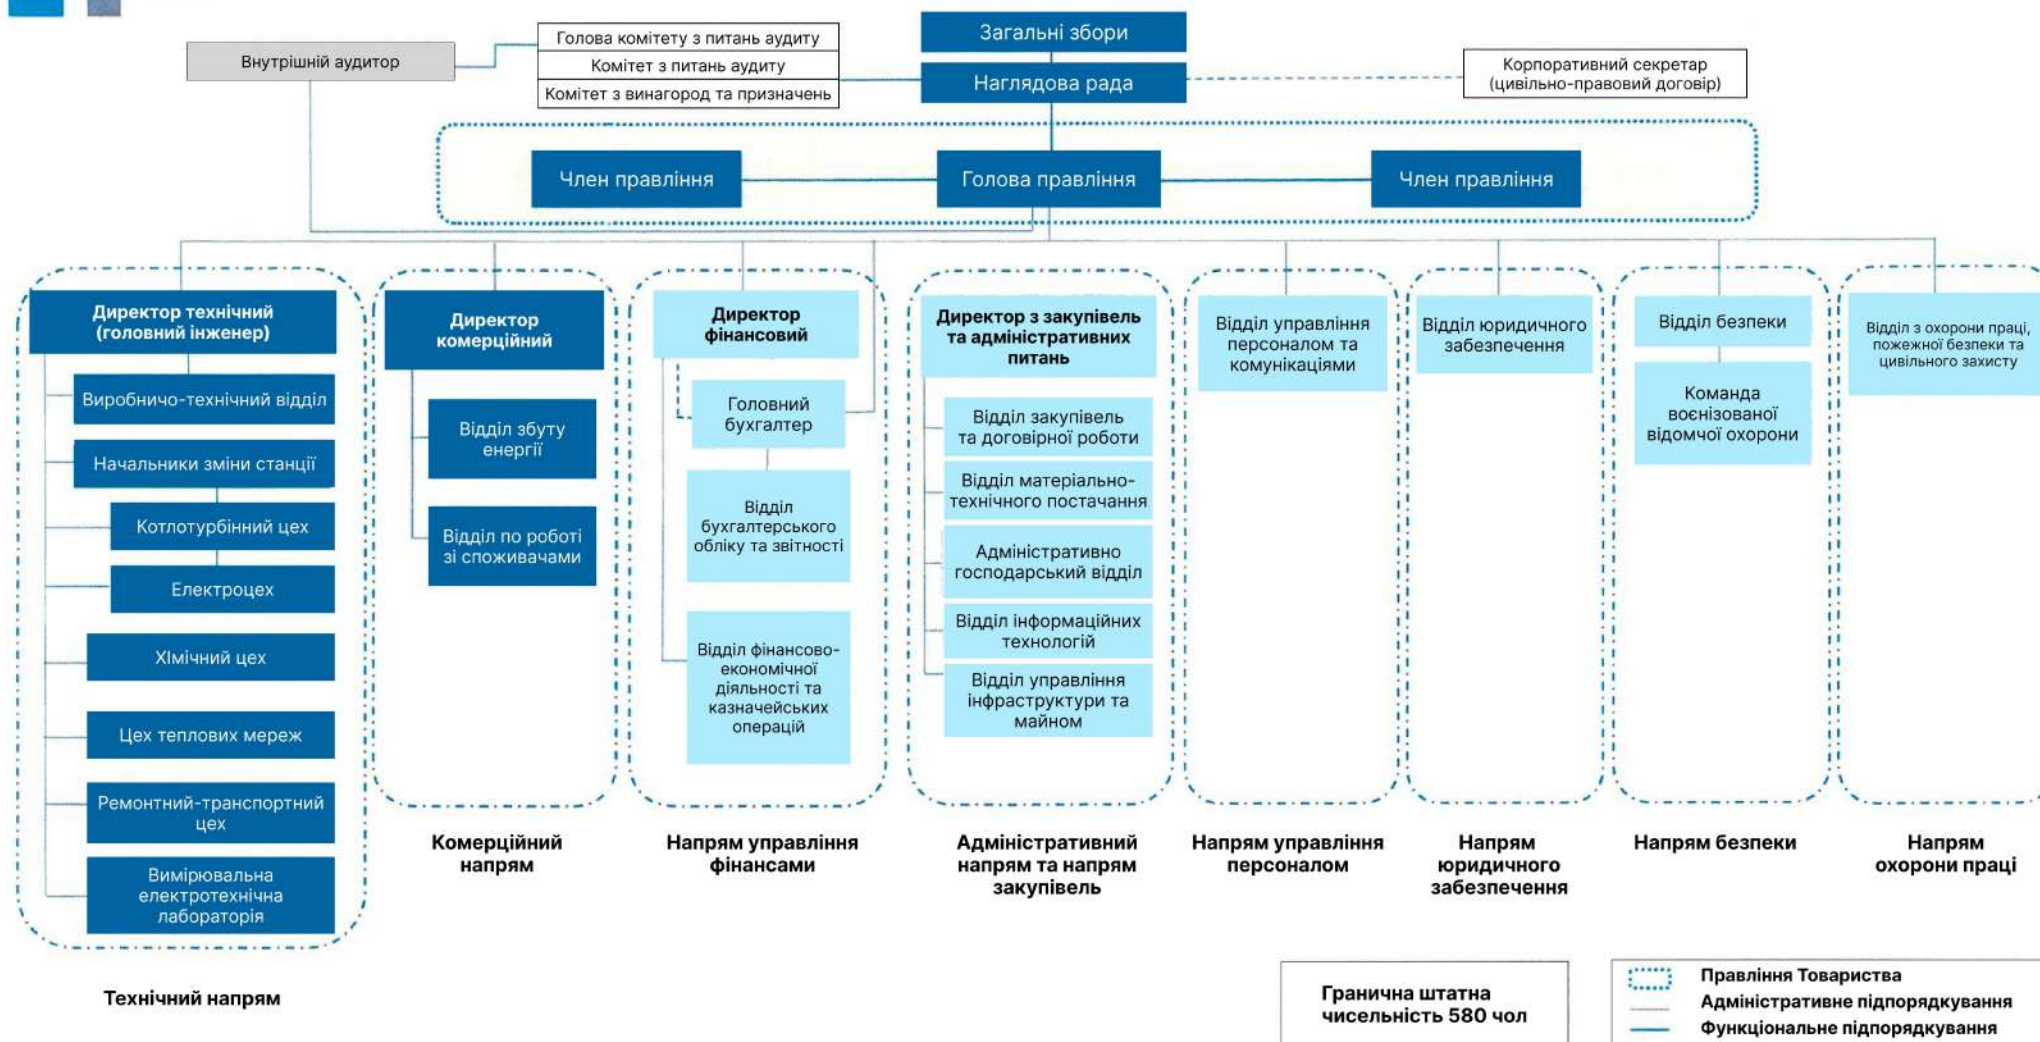 Загальні збори
Голова комітету з питань аудиту
Внутрішній аудитор
Комітет з питань аудиту
Комітет з винагород та призначень
Наглядова рада
Корпоративний секретар
(цивільно-правовий договір)
Член правління
Голова правління
Член правління
Директор технічний
(головний інженер)
Виробничо-технічний відділ
Начальники зміни станції
Котлотурбінний цех
Електроцех
ХІмічний цех
Цех теплових мереж
Ремонтний-транспортний
цех
Вимірювальна
електротехнічна
лабораторія
Технічний напрям
Директор
комерційний
Відділ збуту
енергії
Відділ по роботі
зі споживачами
Комерційний
напрям
Директор
фінансовий
Головний
бухгалтер
Відділ
бухгалтерського
обліку та звітності
Відділ фінансово-
економічної
діяльності та
казначейських
операцій
Напрям управління
фінансами
Директор з закупівель
та адміністративних
питань
Відділ закупівель
та договірної роботи
Відділ матеріально-
технічного постачання
Адміністративно
господарський відділ
Відділ інформаційних
технологій
Відділ управління
інфраструктури та
майном
Адміністративний
напрям та напрям
закупівель
Відділ управління
персоналом та
комунікаціями
Напрям управління
персоналом
Відділ юридичного
забезпечення
Напрям
юридичного
забезпечення
Відділ безпеки
Команда
воєнізованої
відомчої охорони
Напрям безпеки
Відділ з охорони праці,
пожежної безпеки та
цивільного захисту
Напрям
охорони праці
Гранична штатна
чисельність 580 чол
Правління Товариства
Адміністративне підпорядкування
Функціональне підпорядкування